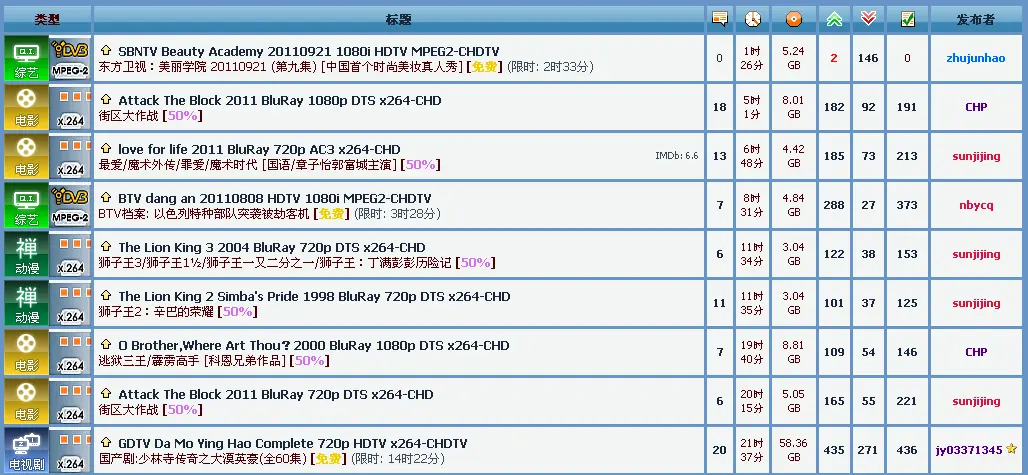 类型 标题 发布者
综艺 DVB MPEG-2 SBNTV Beauty Academy 20110921 1080i HDTV MPEG2-CHDTV
东方卫视：美丽学院 20110921 (第九集) [中国首个时尚美妆真人秀] [免费] (限时: 2时33分)
0 1时 26分 5.24 GB 2 146 0 zhujunhao
电影 x.264 Attack The Block 2011 BluRay 1080p DTS x264-CHD
街区大作战 [50%]
18 5时 1分 8.01 GB 182 92 191 CHP
电影 x.264 love for life 2011 BluRay 720p AC3 x264-CHD
最爱/魔术外传/罪爱/魔术时代 [国语/章子怡郭富城主演] [50%]
IMDb: 6.6 13 6时 48分 4.42 GB 185 73 213 sunjijing
综艺 DVB MPEG-2 BTV dang an 20110808 HDTV 1080i MPEG2-CHDTV
BTV档案: 以色列特种部队突袭被劫客机 [免费] (限时: 3时28分)
7 8时 31分 4.84 GB 288 27 373 nbycq
禅 动漫 x.264 The Lion King 3 2004 BluRay 720p DTS x264-CHD
狮子王3/狮子王1½/狮子王一又二分之一/狮子王：丁满彭彭历险记 [50%]
6 11时 34分 3.04 GB 122 38 153 sunjijing
禅 动漫 x.264 The Lion King 2 Simba's Pride 1998 BluRay 720p DTS x264-CHD
狮子王2：辛巴的荣耀 [50%]
11 11时 35分 3.04 GB 101 37 125 sunjijing
电影 x.264 O Brother,Where Art Thou? 2000 BluRay 1080p DTS x264-CHD
逃狱三王/霹雳高手 [科恩兄弟作品] [50%]
7 19时 40分 8.81 GB 109 54 146 CHP
电影 x.264 Attack The Block 2011 BluRay 720p DTS x264-CHD
街区大作战 [50%]
6 20时 15分 5.05 GB 165 55 221 sunjijing
电视剧 x.264 GDTV Da Mo Ying Hao Complete 720p HDTV x264-CHDTV
国产剧:少林寺传奇之大漠英豪(全60集) [免费] (限时: 14时22分)
20 21时 37分 58.36 GB 435 271 436 jy03371345